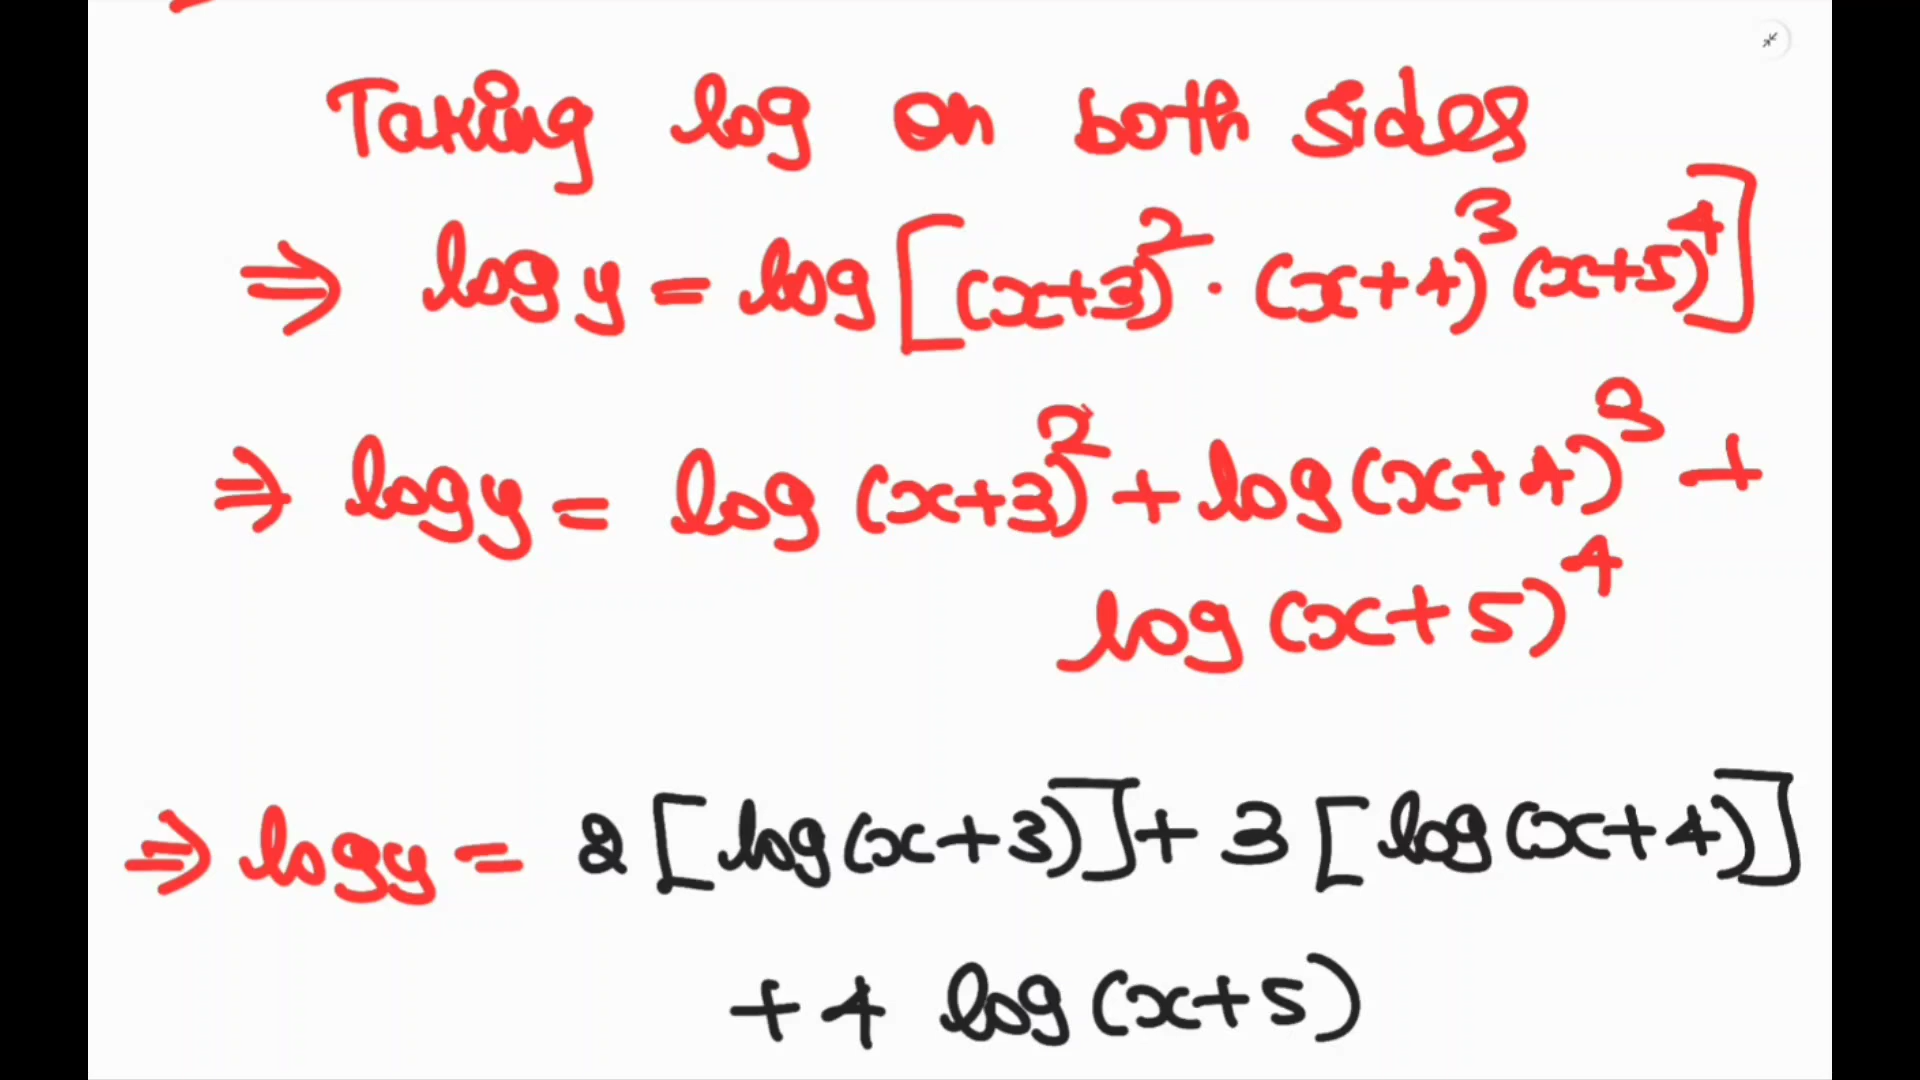 Taking log on both sides
⇒ log y = log [(x+3)² · (x+4)³ (x+5)⁴]
⇒ log y = log (x+3)² + log (x+4)³ +
log (x+5)⁴
⇒ log y = 2 [log (x+3)] + 3 [log (x+4)]
+ 4 log (x+5)